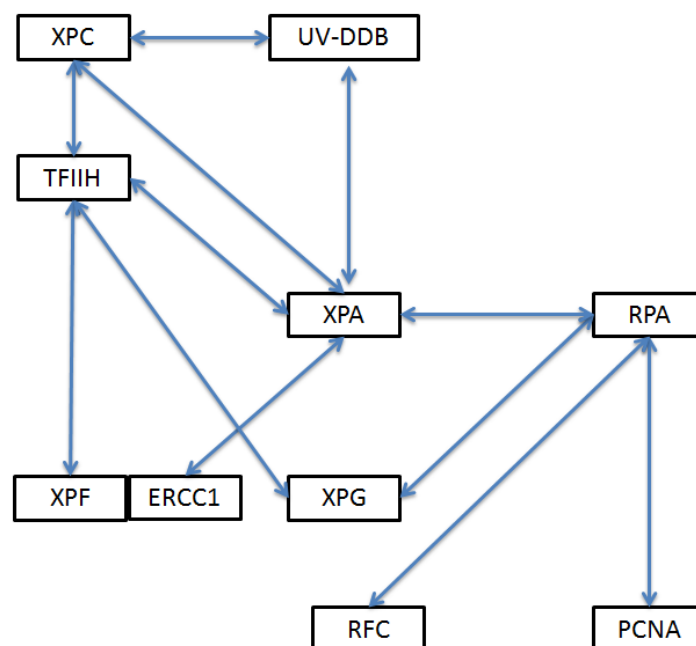 XPC
UV-DDB
TFIIH
XPA
RPA
XPF
ERCC1
XPG
RFC
PCNA